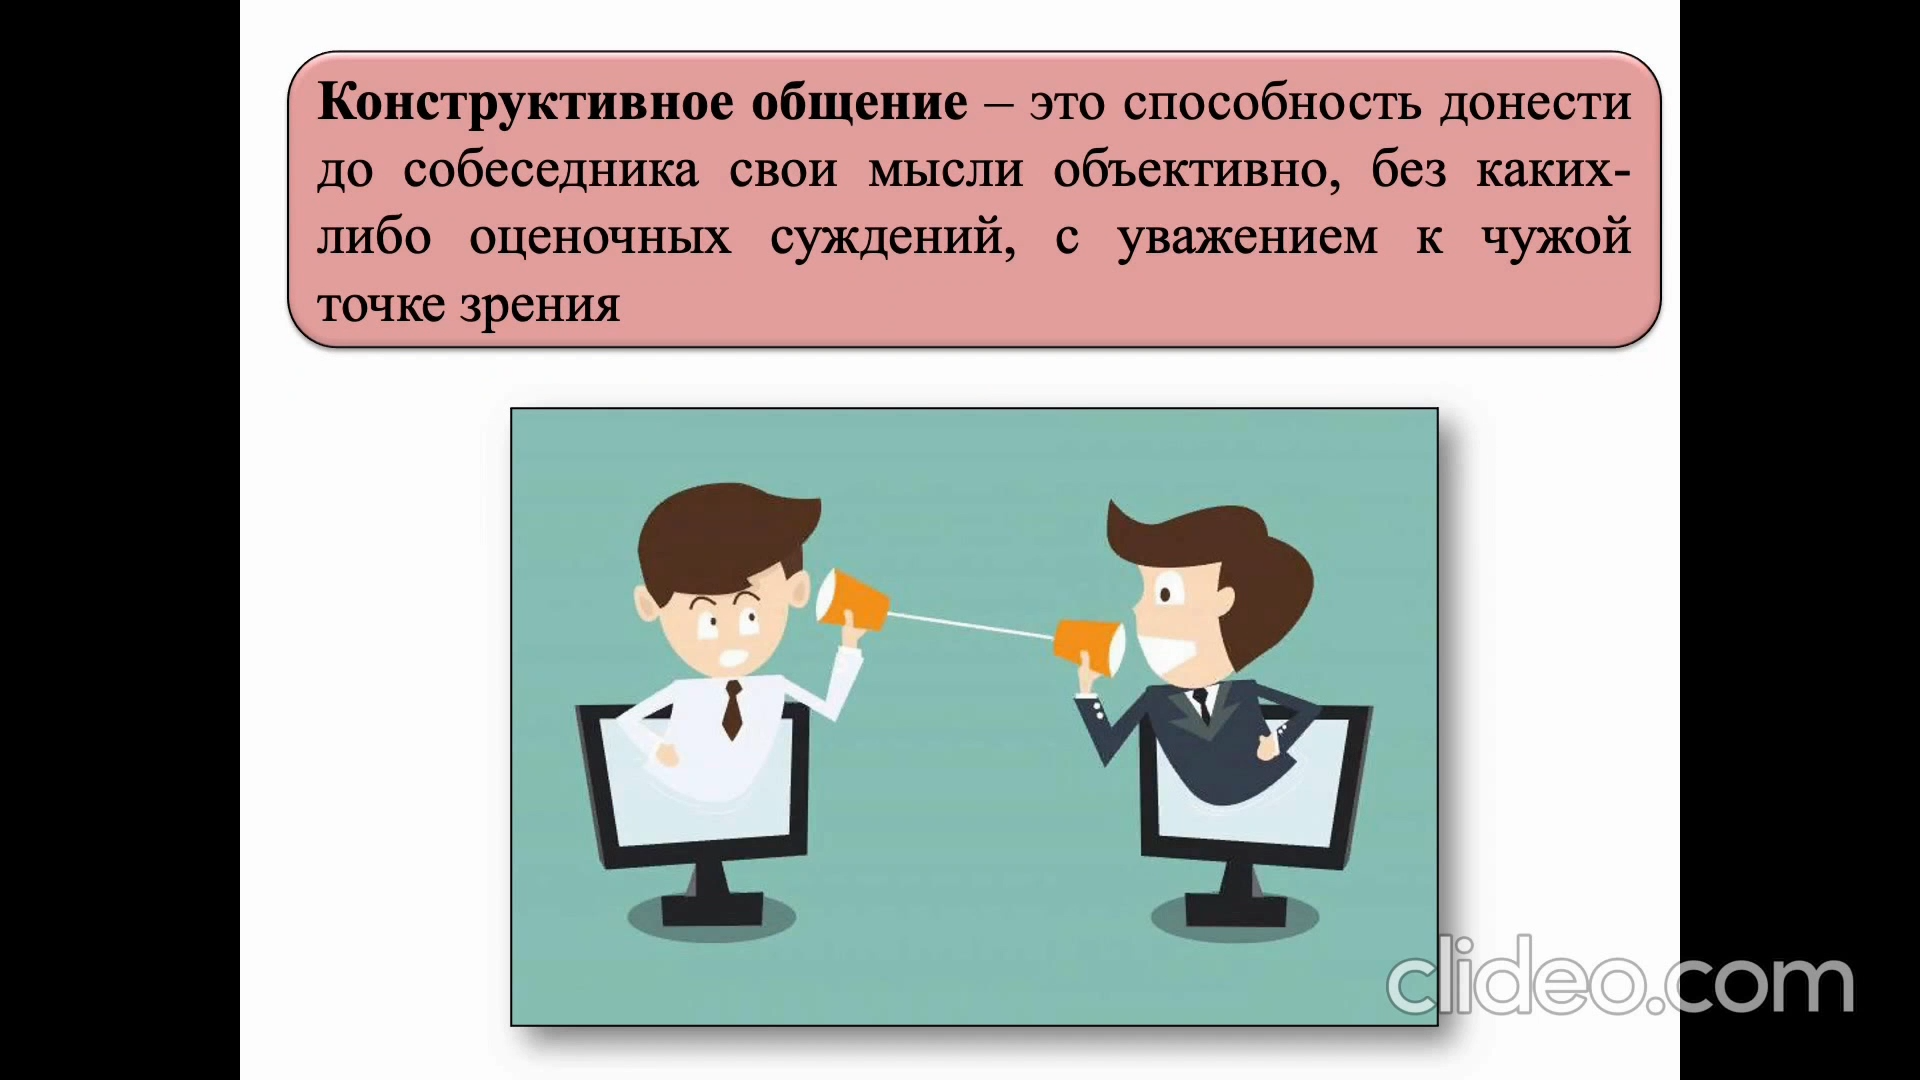 Конструктивное общение – это способность донести
до собеседника свои мысли объективно, без каких-
либо оценочных суждений, с уважением к чужой
точке зрения
clideo.com